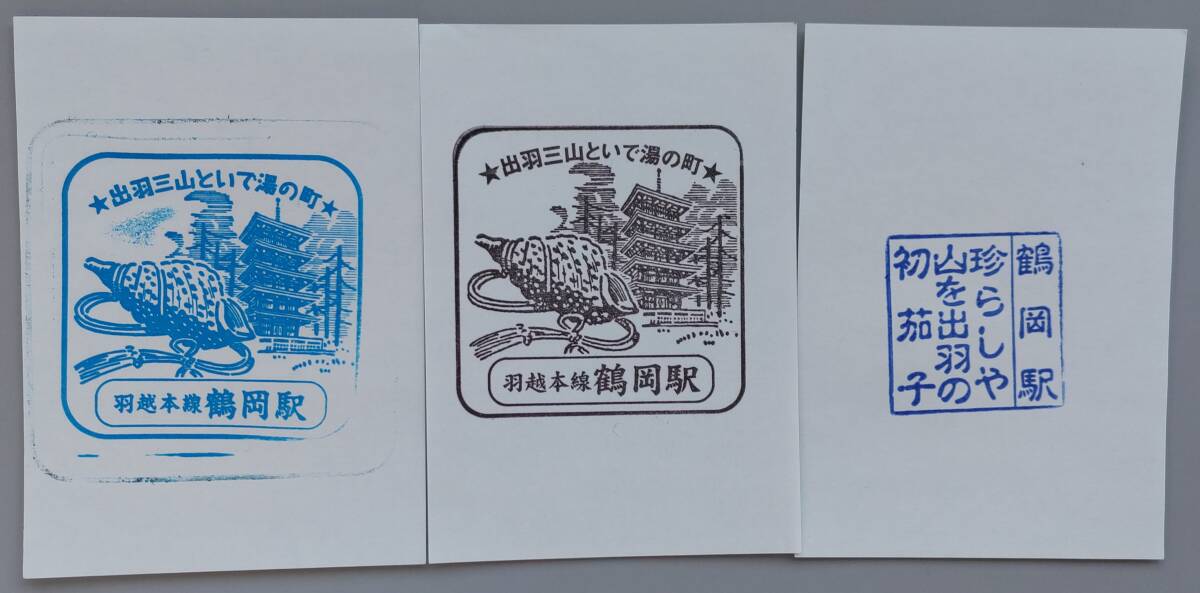 ★出羽三山といで湯の町★
羽越本線鶴岡駅
★出羽三山といで湯の町★
羽越本線鶴岡駅
鶴岡駅
珍らしや
山を出羽の
初茄子